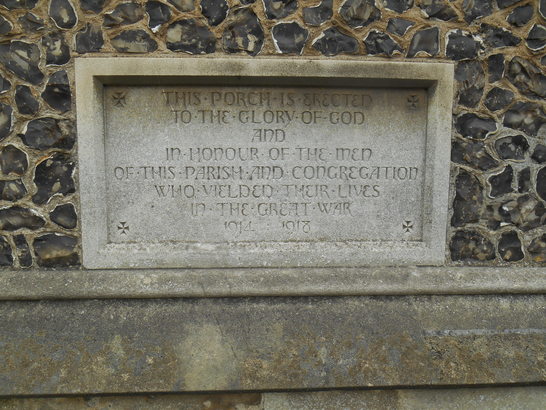 THIS·PORCH·IS·ERECTED
TO·THE·GLORY·OF·GOD
AND
IN·HONOUR·OF·THE·MEN
OF·THIS·PARISH·AND·CONGREGATION
WHO·YIELDED·THEIR·LIVES
IN·THE·GREAT·WAR
1914 1918